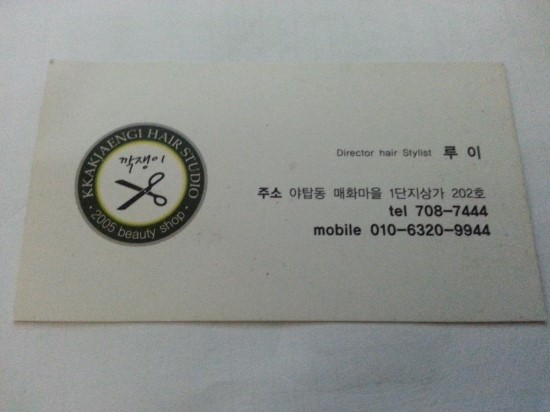 KKAKJAENGI HAIR STUDIO
깍쟁이
2005 beauty shop
Director hair Stylist 루 이
주소 야탑동 매화마을 1단지상가 202호
tel 708-7444
mobile 010-6320-9944